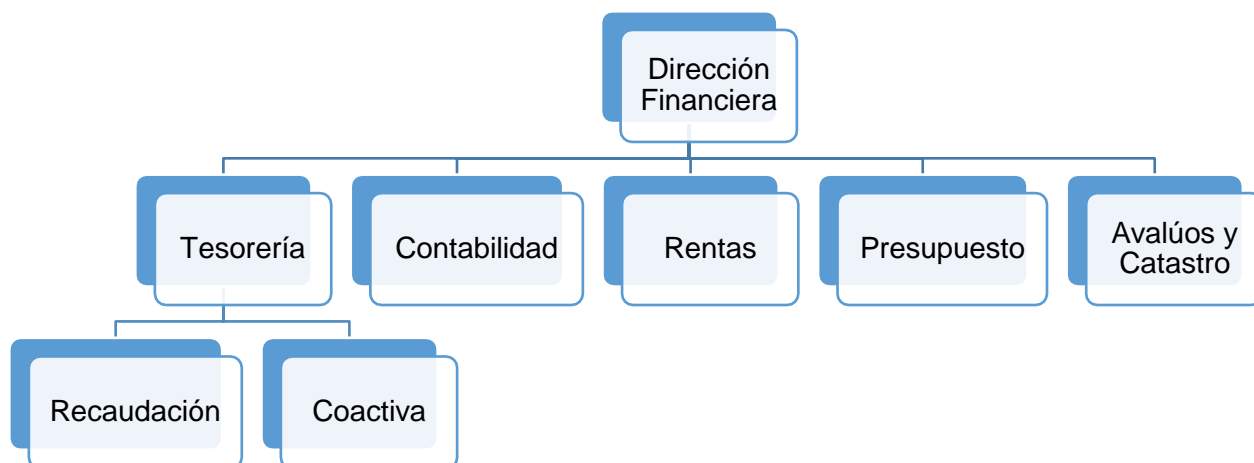 Dirección
Financiera
Tesorería
Contabilidad
Rentas
Presupuesto
Avalúos y
Catastro
Recaudación
Coactiva